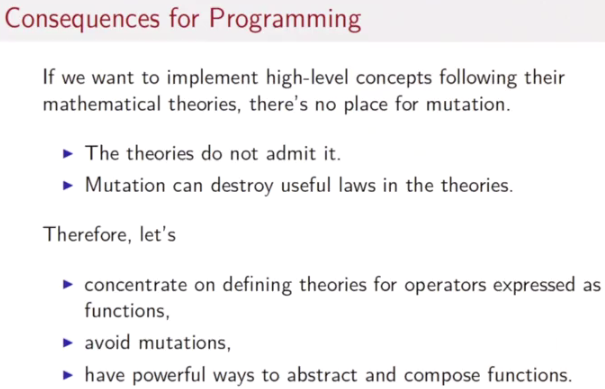 Consequences for Programming
If we want to implement high-level concepts following their
mathematical theories, there's no place for mutation.
▶ The theories do not admit it.
▶ Mutation can destroy useful laws in the theories.
Therefore, let's
▶ concentrate on defining theories for operators expressed as
functions,
▶ avoid mutations,
▶ have powerful ways to abstract and compose functions.